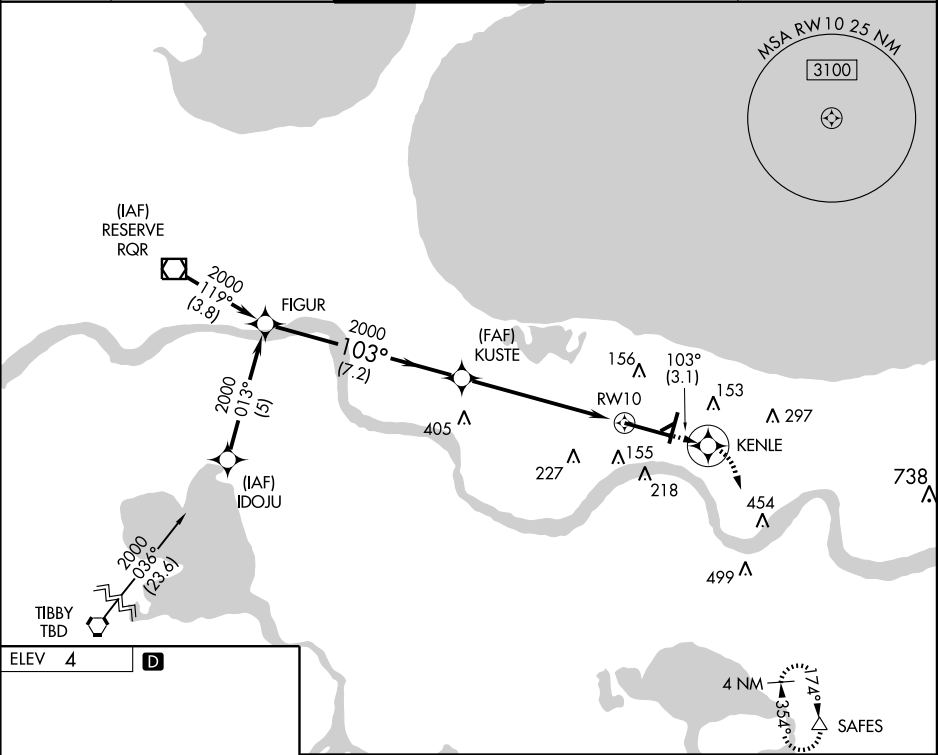 MSA RW10 25 NM
3100
(IAF)
RESERVE
RQR
2000
119°
(3.8)
FIGUR
2000
103°
(7.2)
(FAF)
KUSTE
2000
013°
(5)
156
103°
(3.1)
153
RW10
297
405
KENLE
227
155
218
738
(IAF)
IDOJU
454
2000
036°
(23.6)
499
TIBBY
TBD
ELEV 4
D
4 NM
174°
354°
SAFES